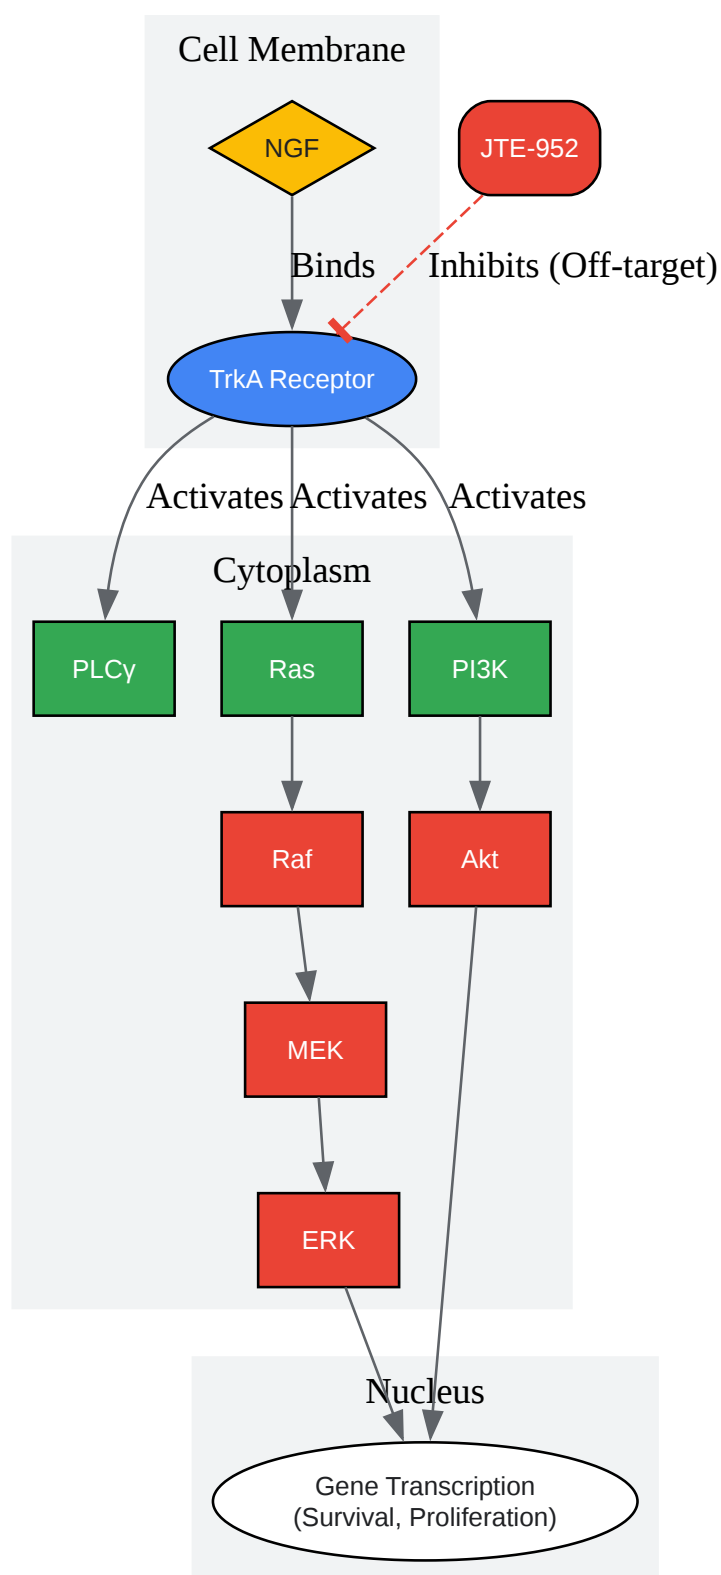 Cell Membrane
NGF
JTE-952
Binds
Inhibits (Off-target)
TrkA Receptor
Activates
Activates
Activates
Cytoplasm
PLCγ
Ras
PI3K
Raf
Akt
MEK
ERK
Nucleus
Gene Transcription
(Survival, Proliferation)